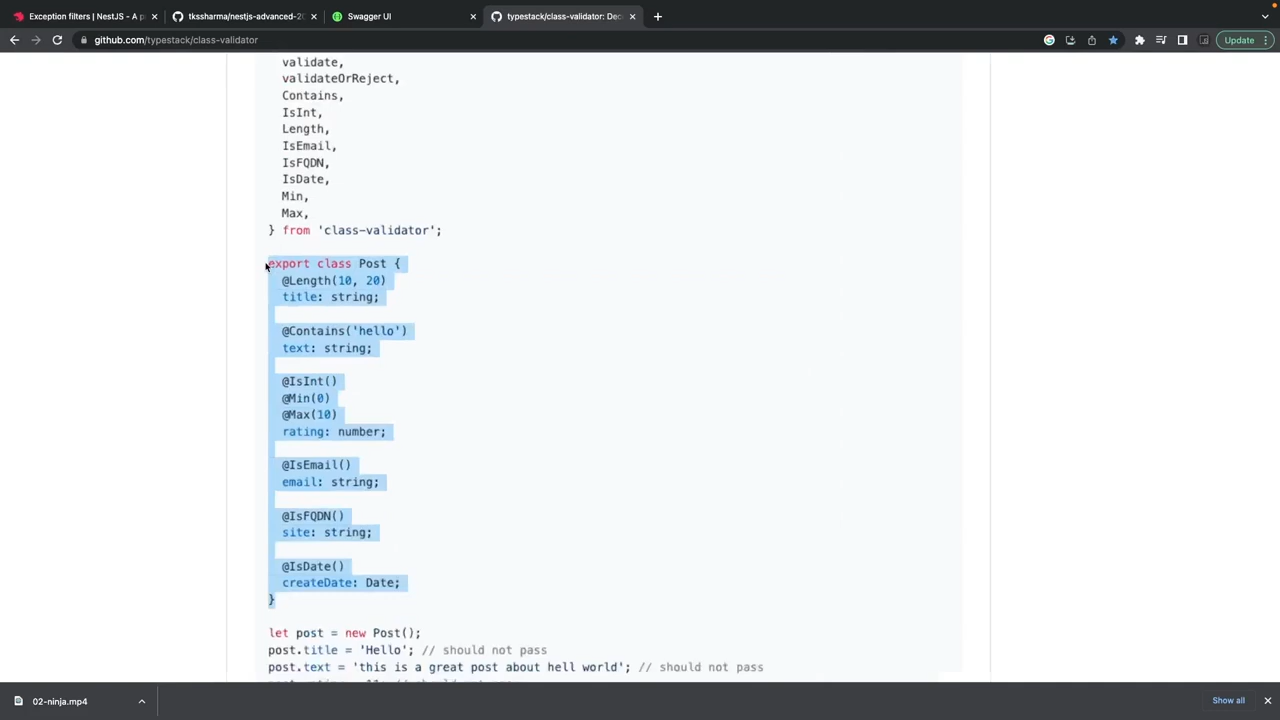 Exception filters | NestJS - A p
tkssharma/nestjs-advanced-20
Swagger UI
typestack/class-validator: Dec
github.com/typestack/class-validator
Update
validate,
validateOrReject,
Contains,
IsInt,
Length,
IsEmail,
IsFQDN,
IsDate,
Min,
Max,
} from 'class-validator';
export class Post {
@Length(10, 20)
title: string;
@Contains('hello')
text: string;
@IsInt()
@Min(0)
@Max(10)
rating: number;
@IsEmail()
email: string;
@IsFQDN()
site: string;
@IsDate()
createDate: Date;
}
let post = new Post();
post.title = 'Hello'; // should not pass
post.text = 'this is a great post about hell world'; // should not pass
02-ninja.mp4
Show all